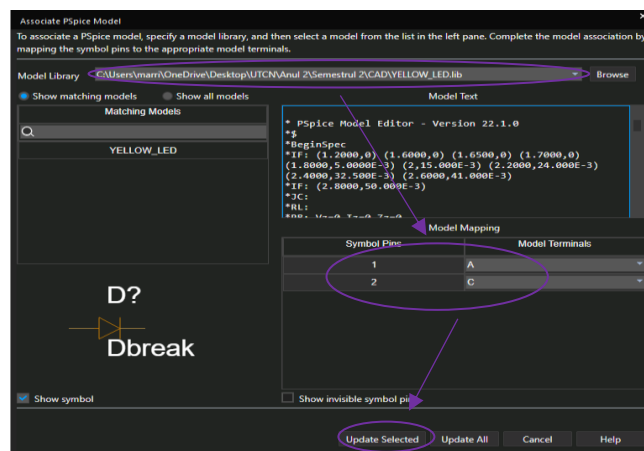 Associate PSpice Model
To associate a PSpice model, specify a model library, and then select a model from the list in the left pane. Complete the model association by
mapping the symbol pins to the appropriate model terminals.
Model Library C:\Users\marri\OneDrive\Desktop\UTCN\Anul 2\Semestrul 2\CAD\YELLOW_LED.lib Browse
Show matching models Show all models Model Text
Matching Models
YELLOW_LED
* PSpice Model Editor - Version 22.1.0
*$
*BeginSpec
*IF: (1.2000,0) (1.6000,0) (1.6500,0) (1.7000,0)
(1.8000,5.0000E-3) (2,15.000E-3) (2.2000,24.000E-3)
(2.4000,32.500E-3) (2.6000,41.000E-3)
*IF: (2.8000,50.000E-3)
*JC:
*RL:
Model Mapping
Symbol Pins Model Terminals
1 A
2 C
D?
Dbreak
Show symbol Show invisible symbol pin
Update Selected Update All Cancel Help